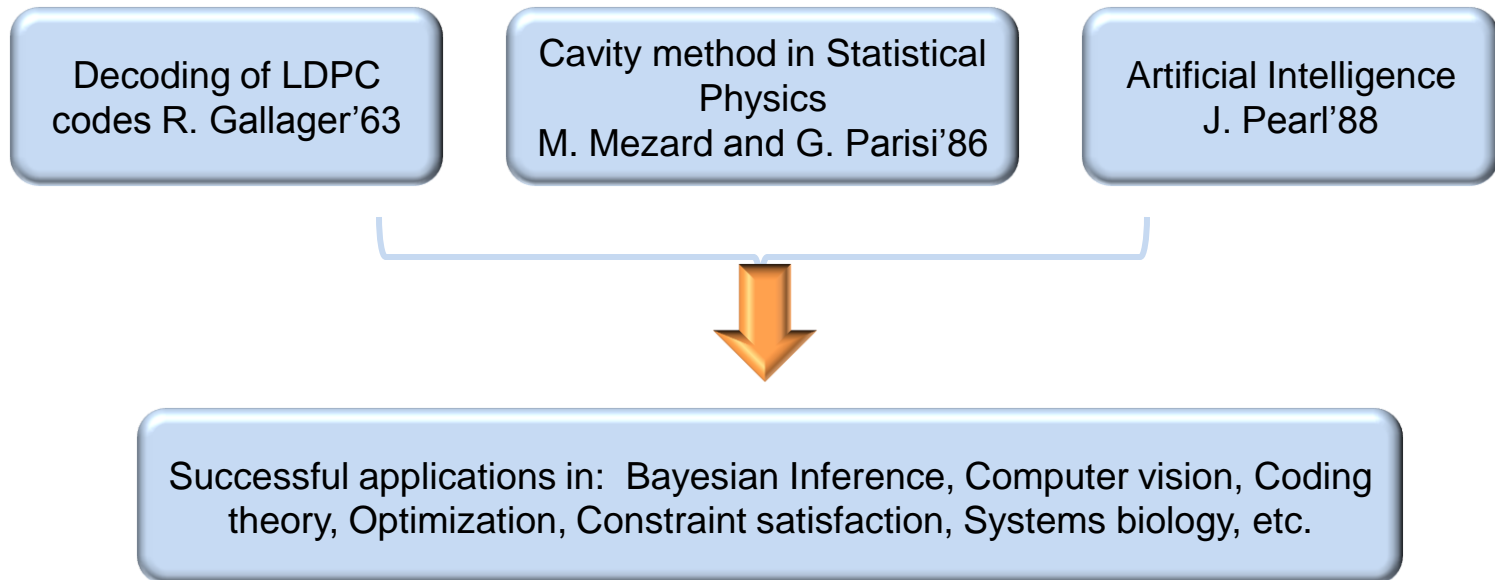 Decoding of LDPC
codes R. Gallager’63
Cavity method in Statistical
Physics
M. Mezard and G. Parisi’86
Artificial Intelligence
J. Pearl’88
Successful applications in:  Bayesian Inference, Computer vision, Coding
theory, Optimization, Constraint satisfaction, Systems biology, etc.